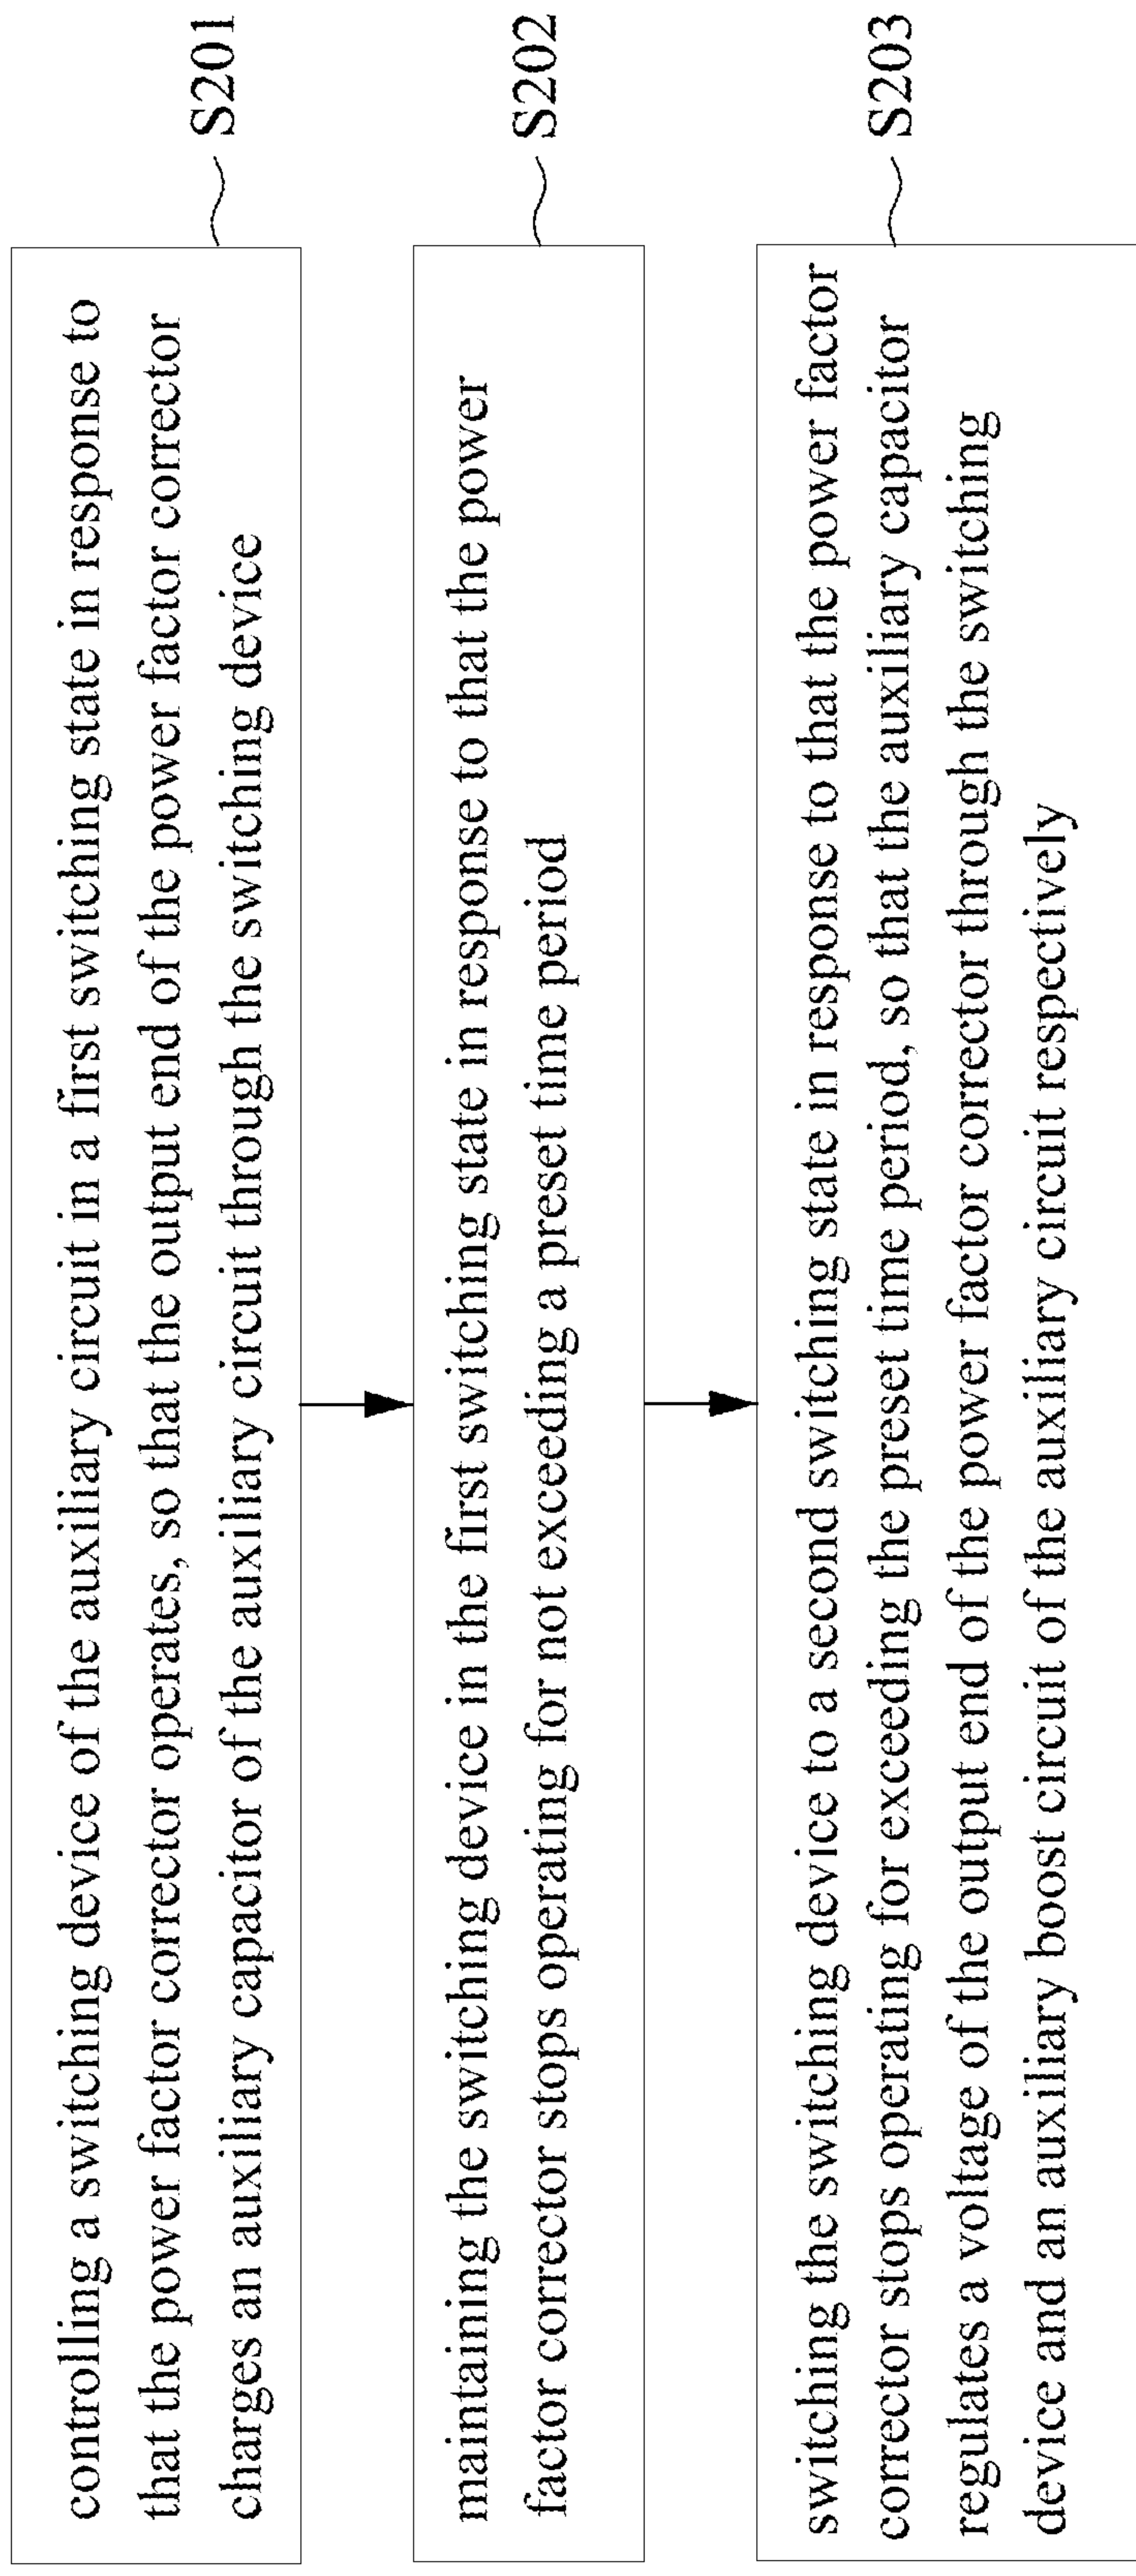 controlling a switching device of the auxiliary circuit in a first switching state in response to
that the power factor corrector operates, so that the output end of the power factor corrector
charges an auxiliary capacitor of the auxiliary circuit through the switching device
S201
maintaining the switching device in the first switching state in response to that the power
factor corrector stops operating for not exceeding a preset time period
S202
switching the switching device to a second switching state in response to that the power factor
corrector stops operating for exceeding the preset time period, so that the auxiliary capacitor
regulates a voltage of the output end of the power factor corrector through the switching
device and an auxiliary boost circuit of the auxiliary circuit respectively
S203